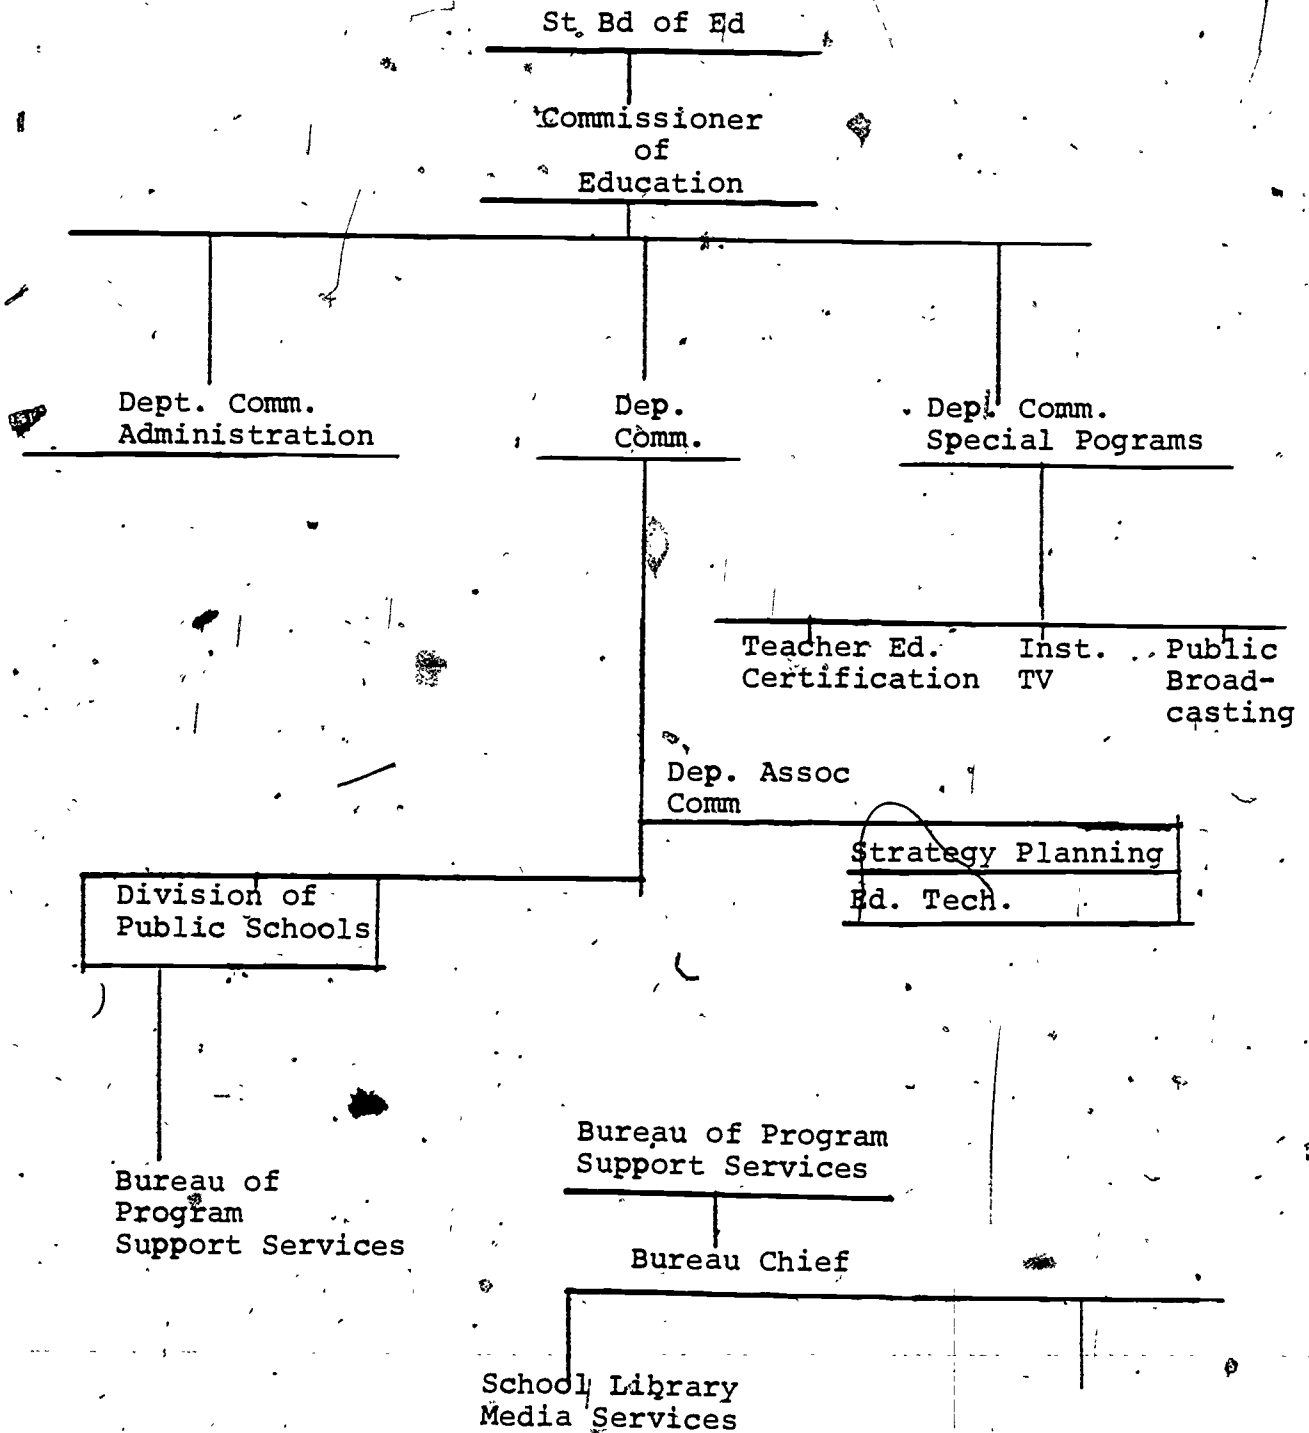 St Bd of Ed
Commissioner
of
Education
Dept. Comm.
Administration
Dep.
Comm.
Dep. Comm.
Special Pograms
Teacher Ed.
Certification
Inst.
TV
Public
Broad-
casting
Dep. Assoc
Comm
Strategy Planning
Ed. Tech.
Division of
Public Schools
Bureau of
Program
Support Services
Bureau of Program
Support Services
Bureau Chief
School Library
Media Services